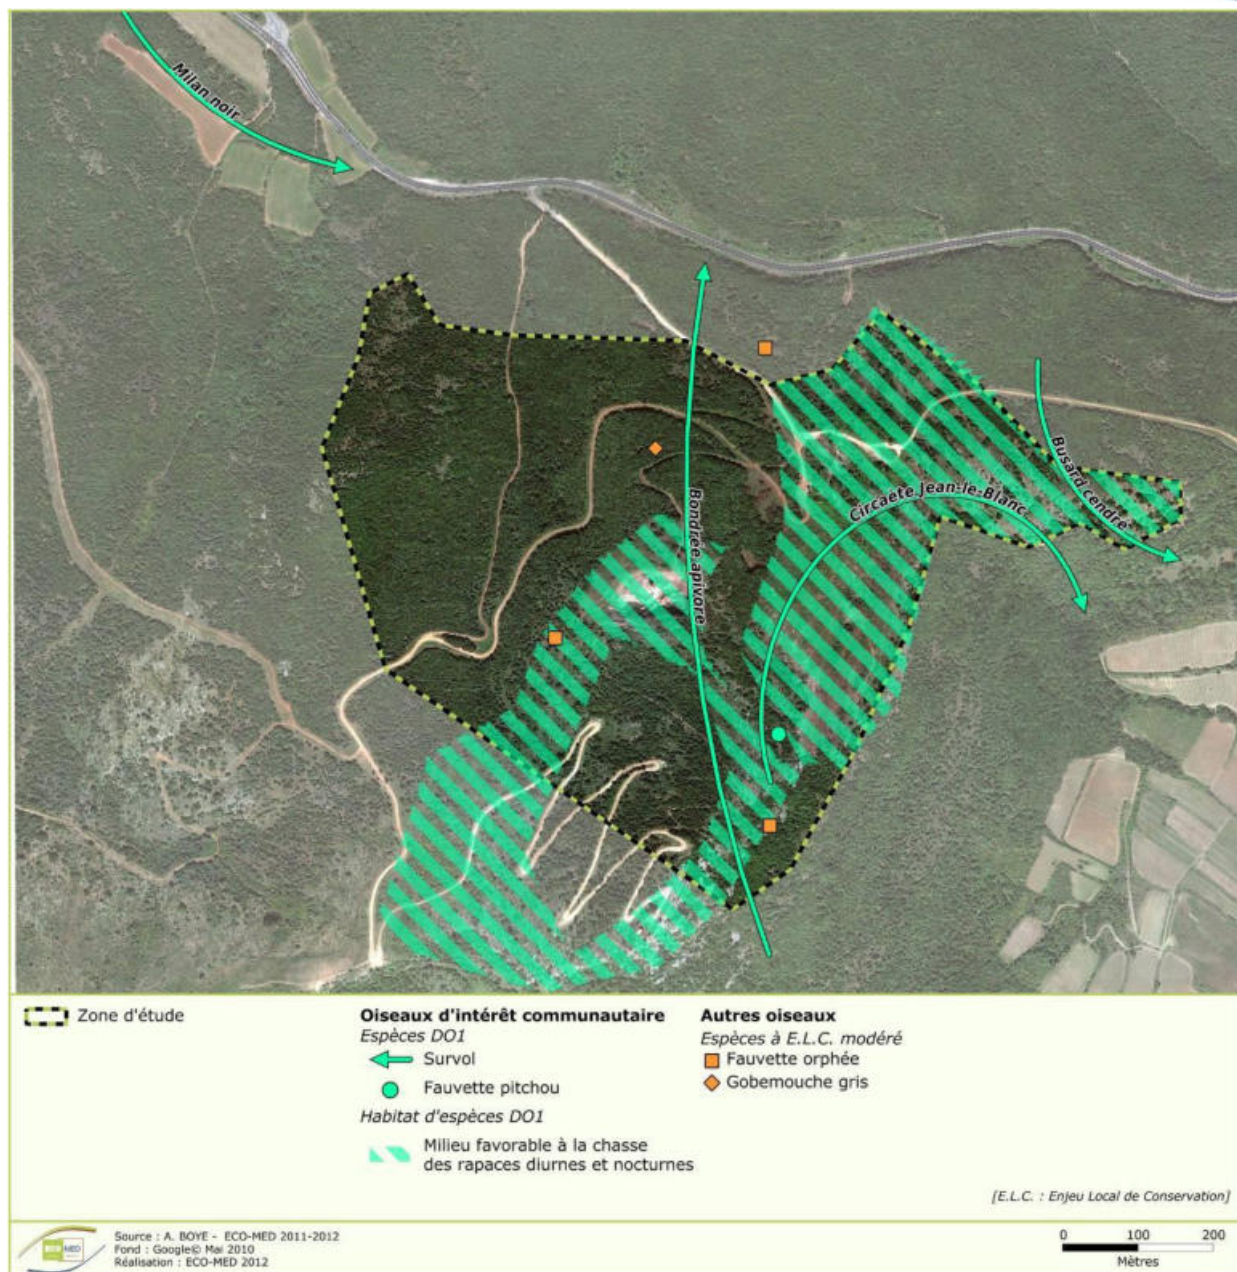 Milan noir
Bondrée apivore
Circaete Jean-le-Blanc
Busard cendré
Zone d'étude
Oiseaux d'intérêt communautaire
Espèces DO1
Survol
Fauvette pitchou
Habitat d'espèces DO1
Milieu favorable à la chasse
des rapaces diurnes et nocturnes
Autres oiseaux
Espèces à E.L.C. modéré
Fauvette orphée
Gobemouche gris
[E.L.C. : Enjeu Local de Conservation]
ECO MED
Source : A. BOYE - ECO-MED 2011-2012
Fond : Google© Mai 2010
Réalisation : ECO-MED 2012
0 100 200
Mètres